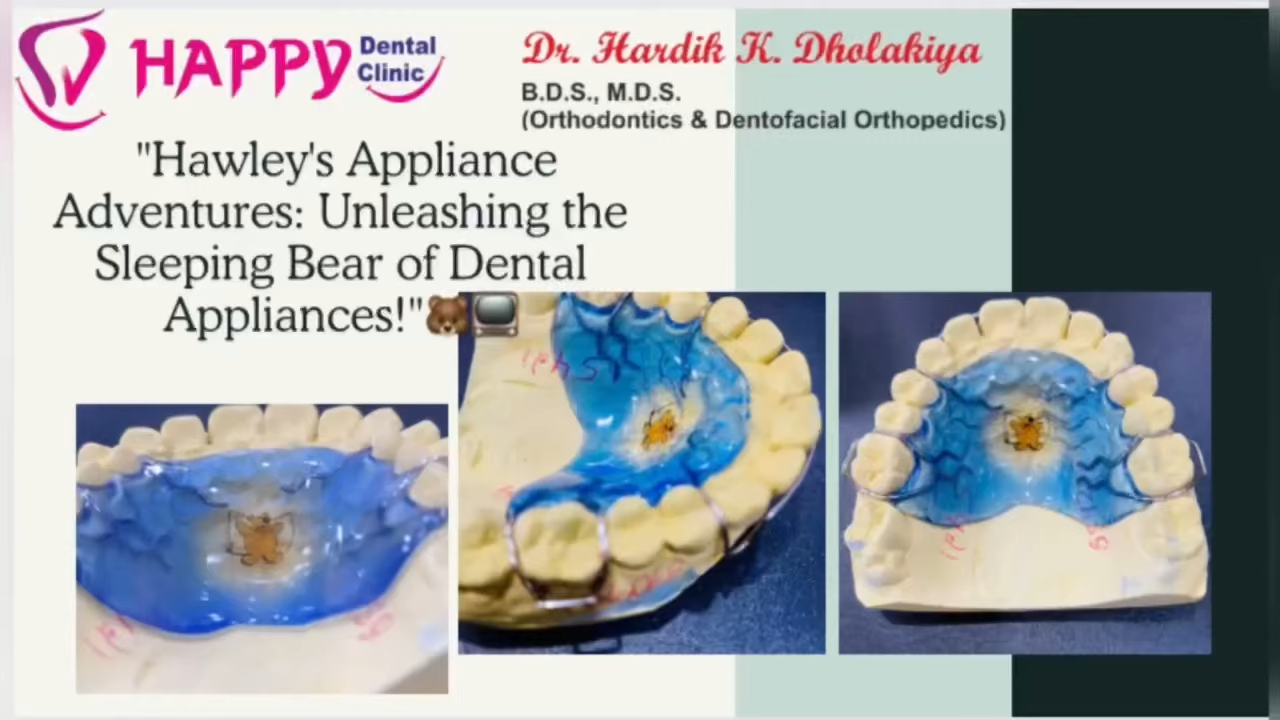 HAPPY Dental Clinic
Dr. Hardik K. Dholakiya
B.D.S., M.D.S.
(Orthodontics & Dentofacial Orthopedics)
"Hawley's Appliance
Adventures: Unleashing the
Sleeping Bear of Dental
Appliances!"🐻📺